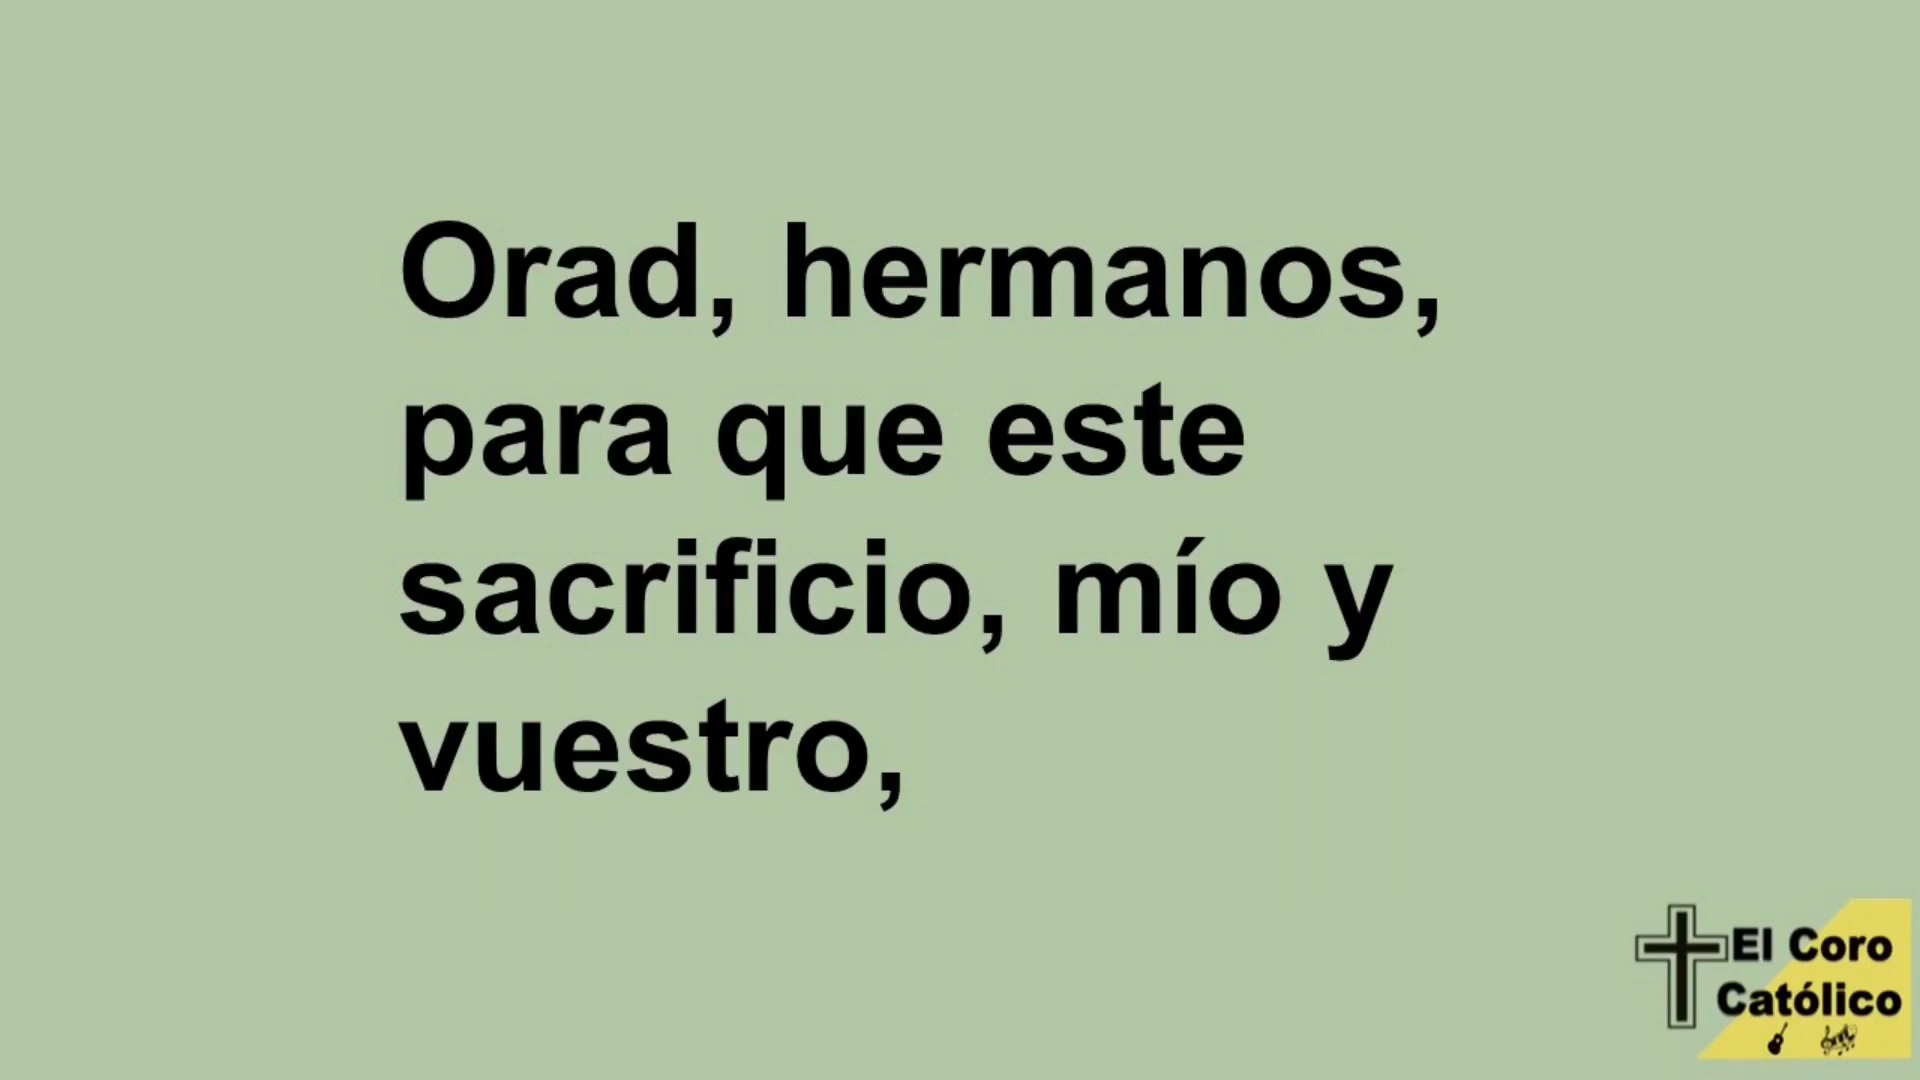 Orad, hermanos,
para que este
sacrificio, mío y
vuestro,
El Coro
Católico